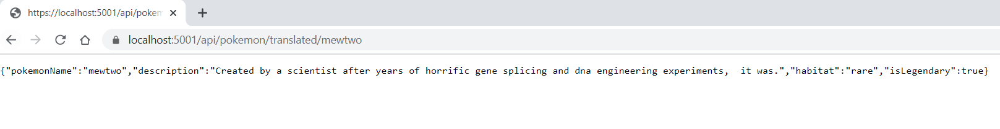 https://localhost:5001/api/pokem
localhost:5001/api/pokemon/translated/mewtwo
{"pokemonName":"mewtwo","description":"Created by a scientist after years of horrific gene splicing and dna engineering experiments,  it was.","habitat":"rare","isLegendary":true}